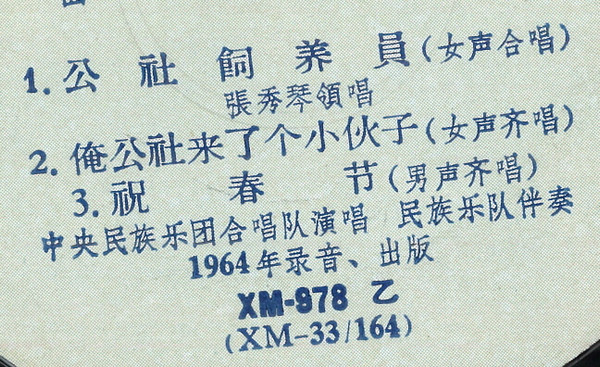 1. 公社飼养員(女声合唱)
張秀琴領唱
2. 俺公社来了个小伙子(女声齐唱)
3. 祝春节(男声齐唱)
中央民族乐团合唱队演唱 民族乐队伴奏
1964年录音、出版
XM-978 乙
(XM-33/164)